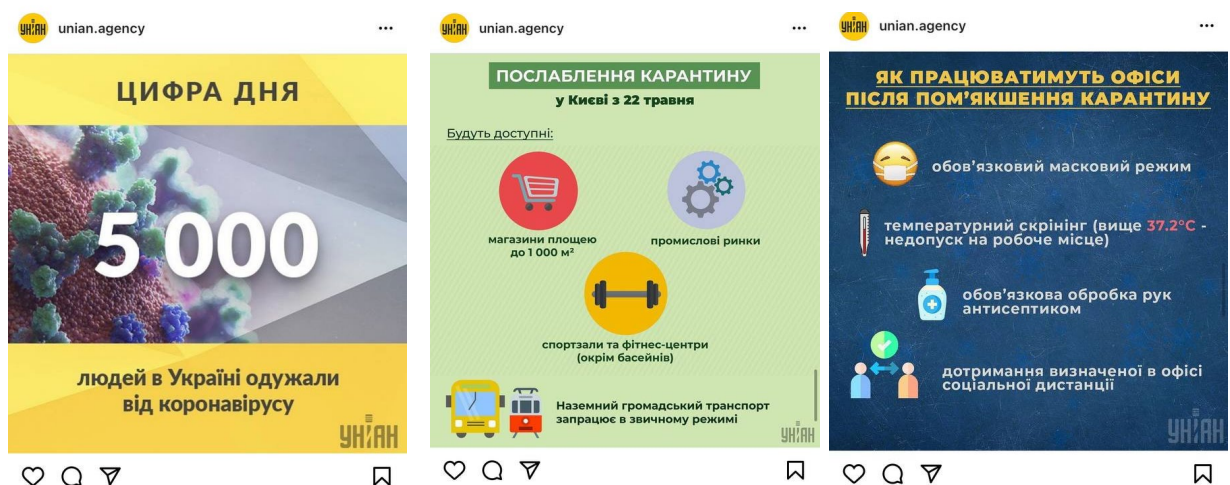 УНІАН
unian.agency
ЦИФРА ДНЯ
5 000
людей в Україні одужали
від коронавірусу
УНІАН
УНІАН
unian.agency
ПОСЛАБЛЕННЯ КАРАНТИНУ
у Києві з 22 травня
Будуть доступні:
магазини площею
до 1 000 м²
промислові ринки
спортзали та фітнес-центри
(окрім басейнів)
Наземний громадський транспорт
запрацює в звичному режимі
УНІАН
УНІАН
unian.agency
ЯК ПРАЦЮВАТИМУТЬ ОФІСИ
ПІСЛЯ ПОМ’ЯКШЕННЯ КАРАНТИНУ
обов’язковий масковий режим
температурний скрінінг (вище 37.2°C -
недопуск на робоче місце)
обов’язкова обробка рук
антисептиком
дотримання визначеної в офісі
соціальної дистанції
УНІАН